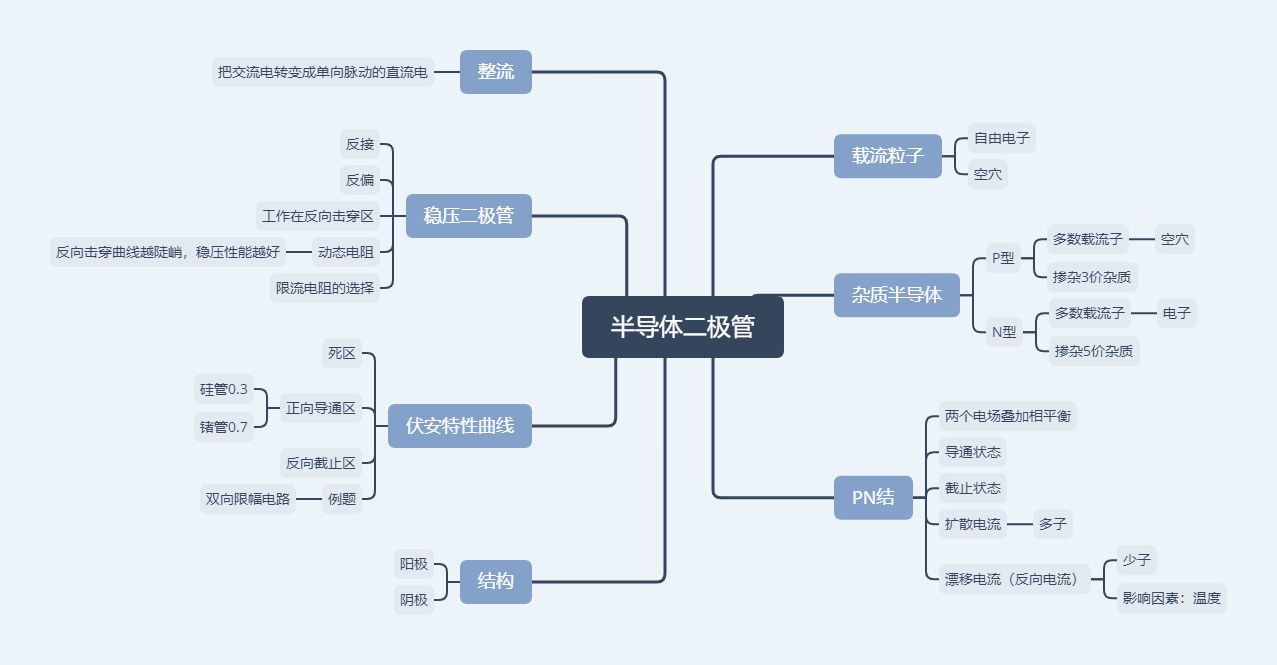 半导体二极管
整流
把交流电转变成单向脉动的直流电
稳压二极管
反接
反偏
工作在反向击穿区
动态电阻
反向击穿曲线越陡峭，稳压性能越好
限流电阻的选择
伏安特性曲线
死区
正向导通区
硅管0.3
锗管0.7
反向截止区
例题
双向限幅电路
结构
阳极
阴极
载流粒子
自由电子
空穴
杂质半导体
P型
多数载流子
空穴
掺杂3价杂质
N型
多数载流子
电子
掺杂5价杂质
PN结
两个电场叠加相平衡
导通状态
截止状态
扩散电流
多子
漂移电流（反向电流）
少子
影响因素：温度